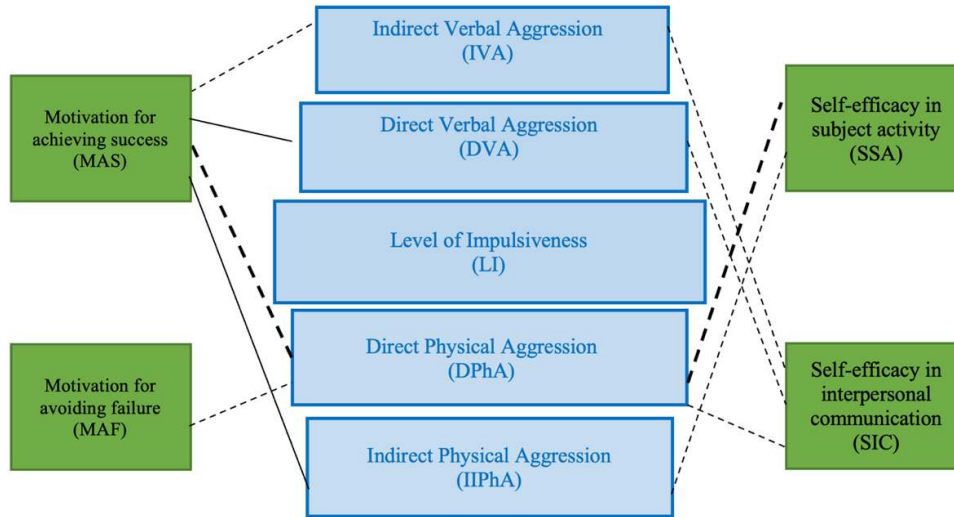 Indirect Verbal Aggression
(IVA)
Motivation for
achieving success
(MAS)
Direct Verbal Aggression
(DVA)
Self-efficacy in
subject activity
(SSA)
Level of Impulsiveness
(LI)
Motivation for
avoiding failure
(MAF)
Direct Physical Aggression
(DPhA)
Self-efficacy in
interpersonal
communication
(SIC)
Indirect Physical Aggression
(IIPhA)